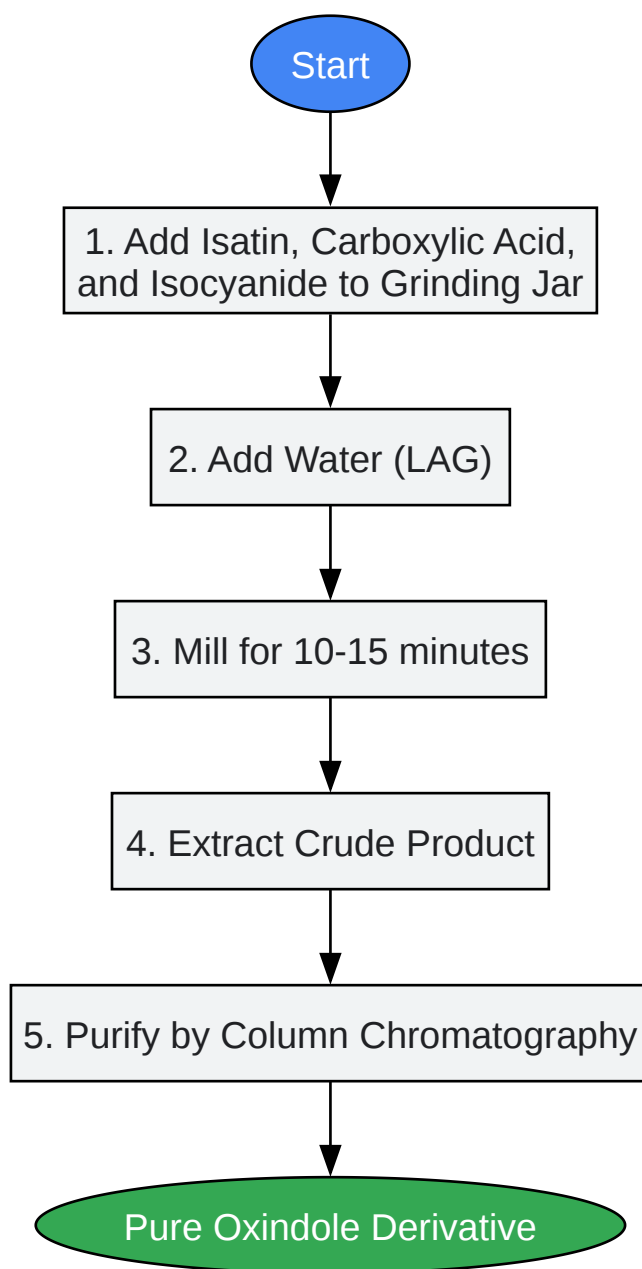 Start
1. Add Isatin, Carboxylic Acid,
and Isocyanide to Grinding Jar
2. Add Water (LAG)
3. Mill for 10-15 minutes
4. Extract Crude Product
5. Purify by Column Chromatography
Pure Oxindole Derivative